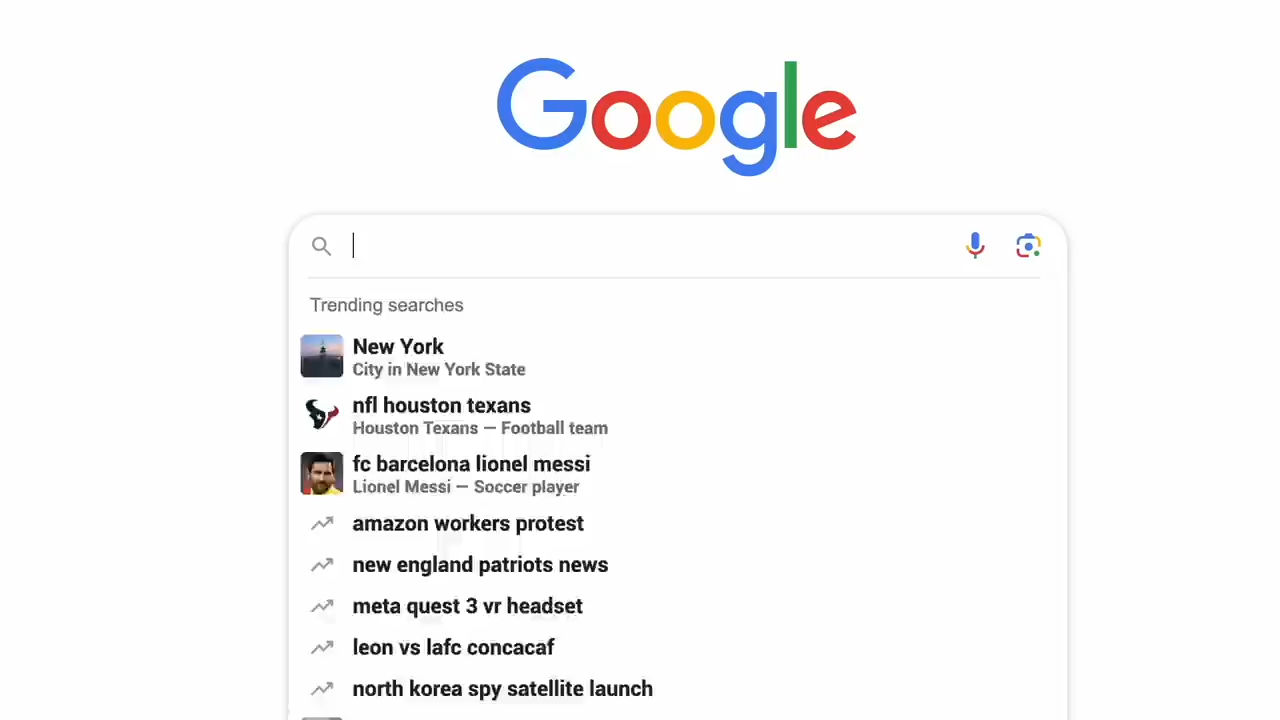 Google
Trending searches
New York
City in New York State
nfl houston texans
Houston Texans — Football team
fc barcelona lionel messi
Lionel Messi — Soccer player
amazon workers protest
new england patriots news
meta quest 3 vr headset
leon vs lafc concacaf
north korea spy satellite launch